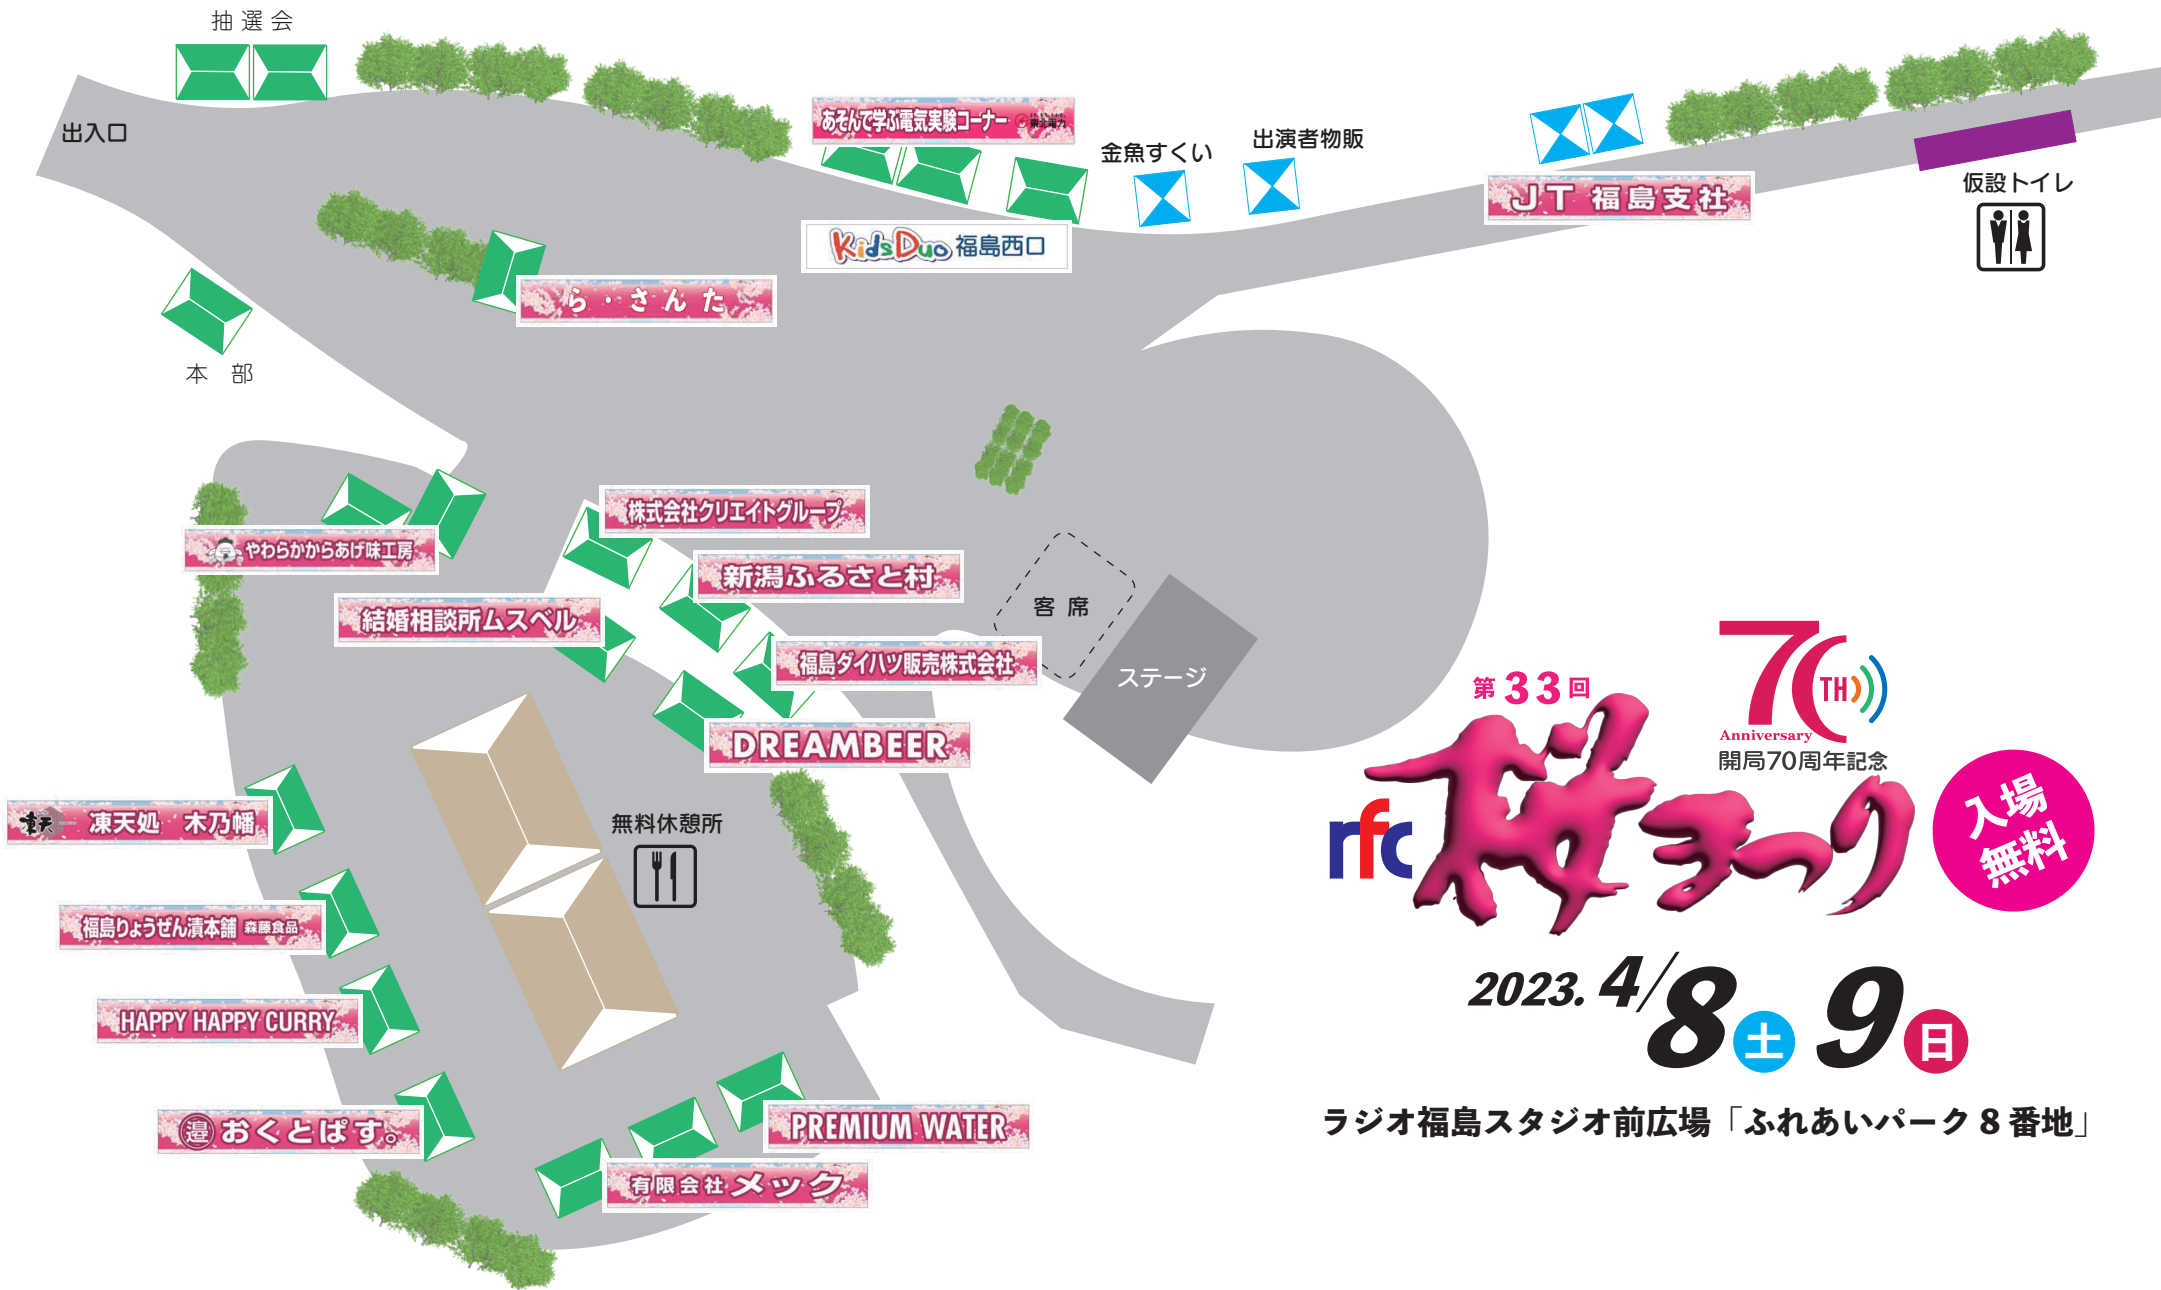 抽選会
出入口
あそんで学ぶ電気実験コーナー 東北電力
金魚すくい
出演者物販
JT 福島支社
仮設トイレ
KidsDuo 福島西口
ら・さんた
本 部
株式会社クリエイトグループ
やわらかからあげ味工房
新潟ふるさと村
結婚相談所ムスベル
客 席
福島ダイハツ販売株式会社
ステージ
DREAMBEER
無料休憩所
凍天 凍天処 木乃幡
福島りょうぜん漬本舗 森藤食品
HAPPY HAPPY CURRY
邉 おくとぱす。
PREMIUM WATER
有限会社 メック
第33回
70TH
Anniversary
開局70周年記念
rfc 桜まつり
入場
無料
2023. 4/8 土 9 日
ラジオ福島スタジオ前広場「ふれあいパーク8番地」